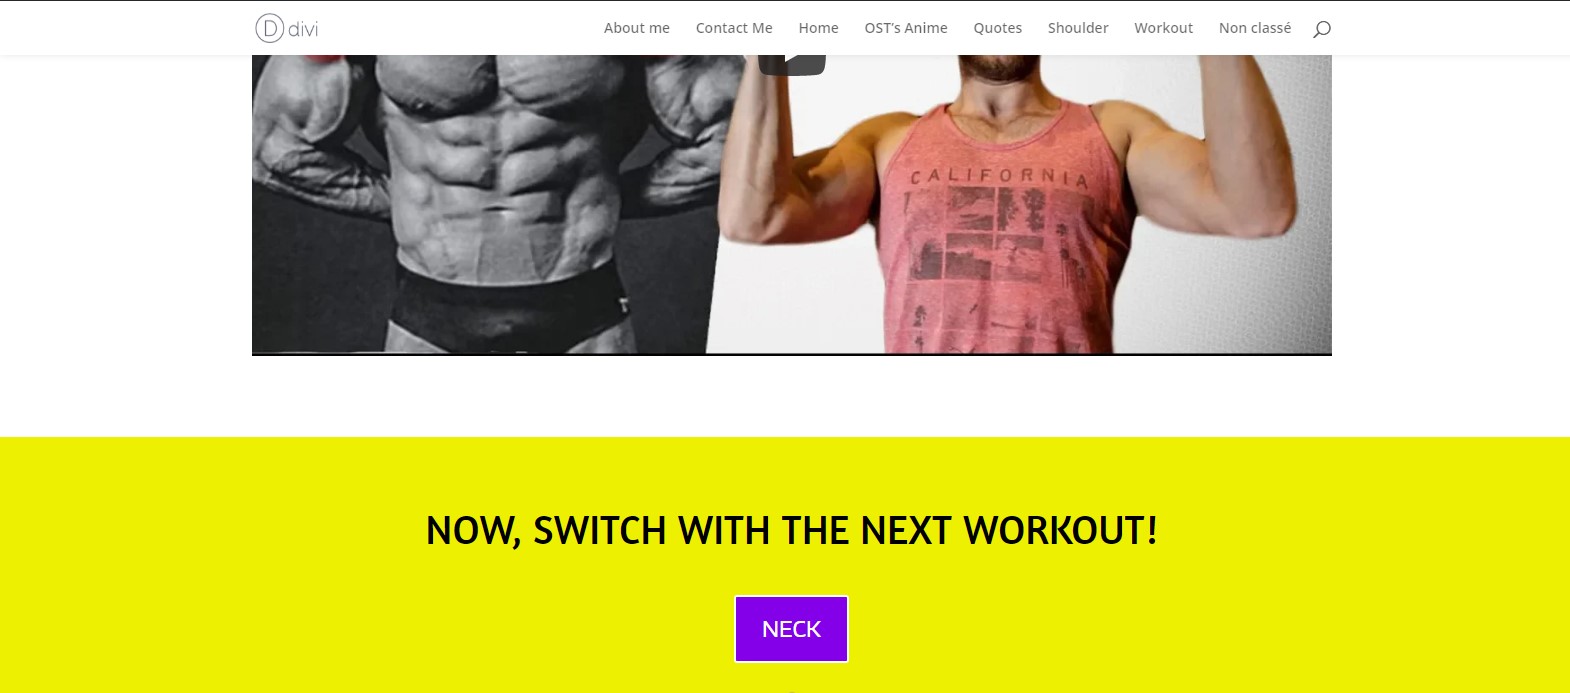 D divi
About me Contact Me Home OST's Anime Quotes Shoulder Workout Non classé
CALIFORNIA
NOW, SWITCH WITH THE NEXT WORKOUT!
NECK